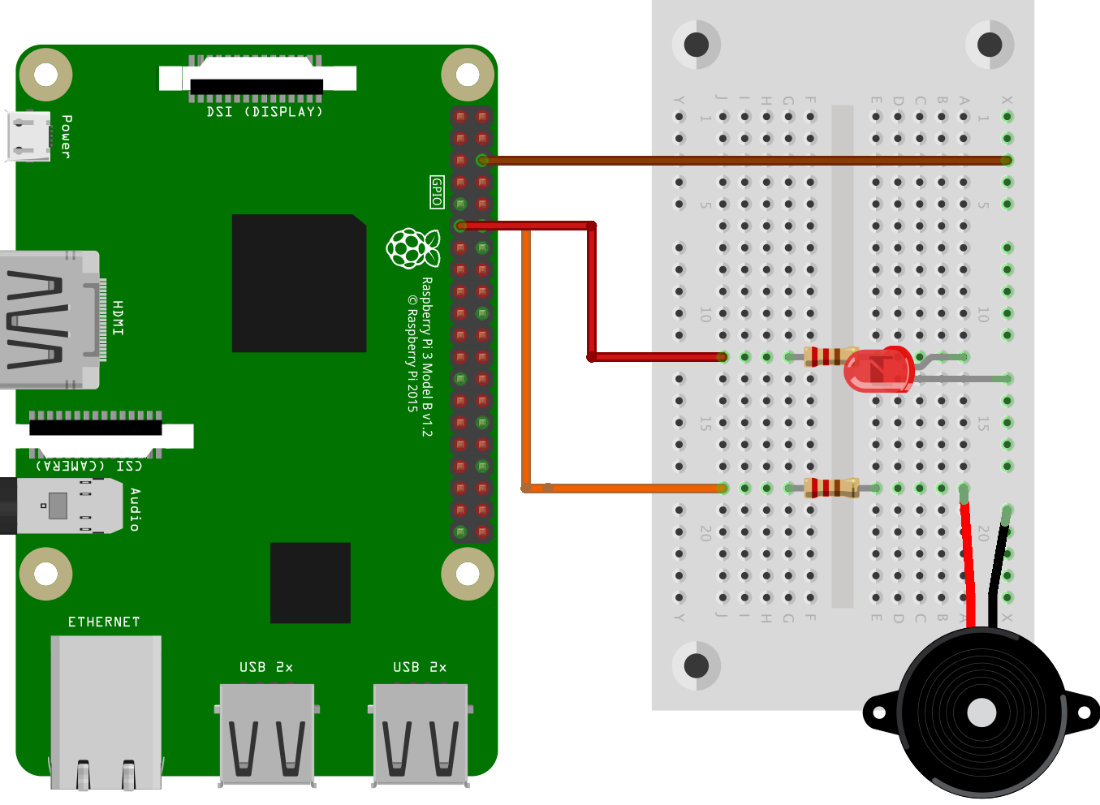 DSI (DISPLAY)
Power
GPIO
HDMI
Raspberry Pi 3 Model B v1.2
© Raspberry Pi 2015
CSI (CAMERA)
Audio
ETHERNET
USB 2x
USB 2x
Y J I H G F E D C B A X
1 1
5 5
10 10
15 15
20 20
Y J I H G F E D C B A X